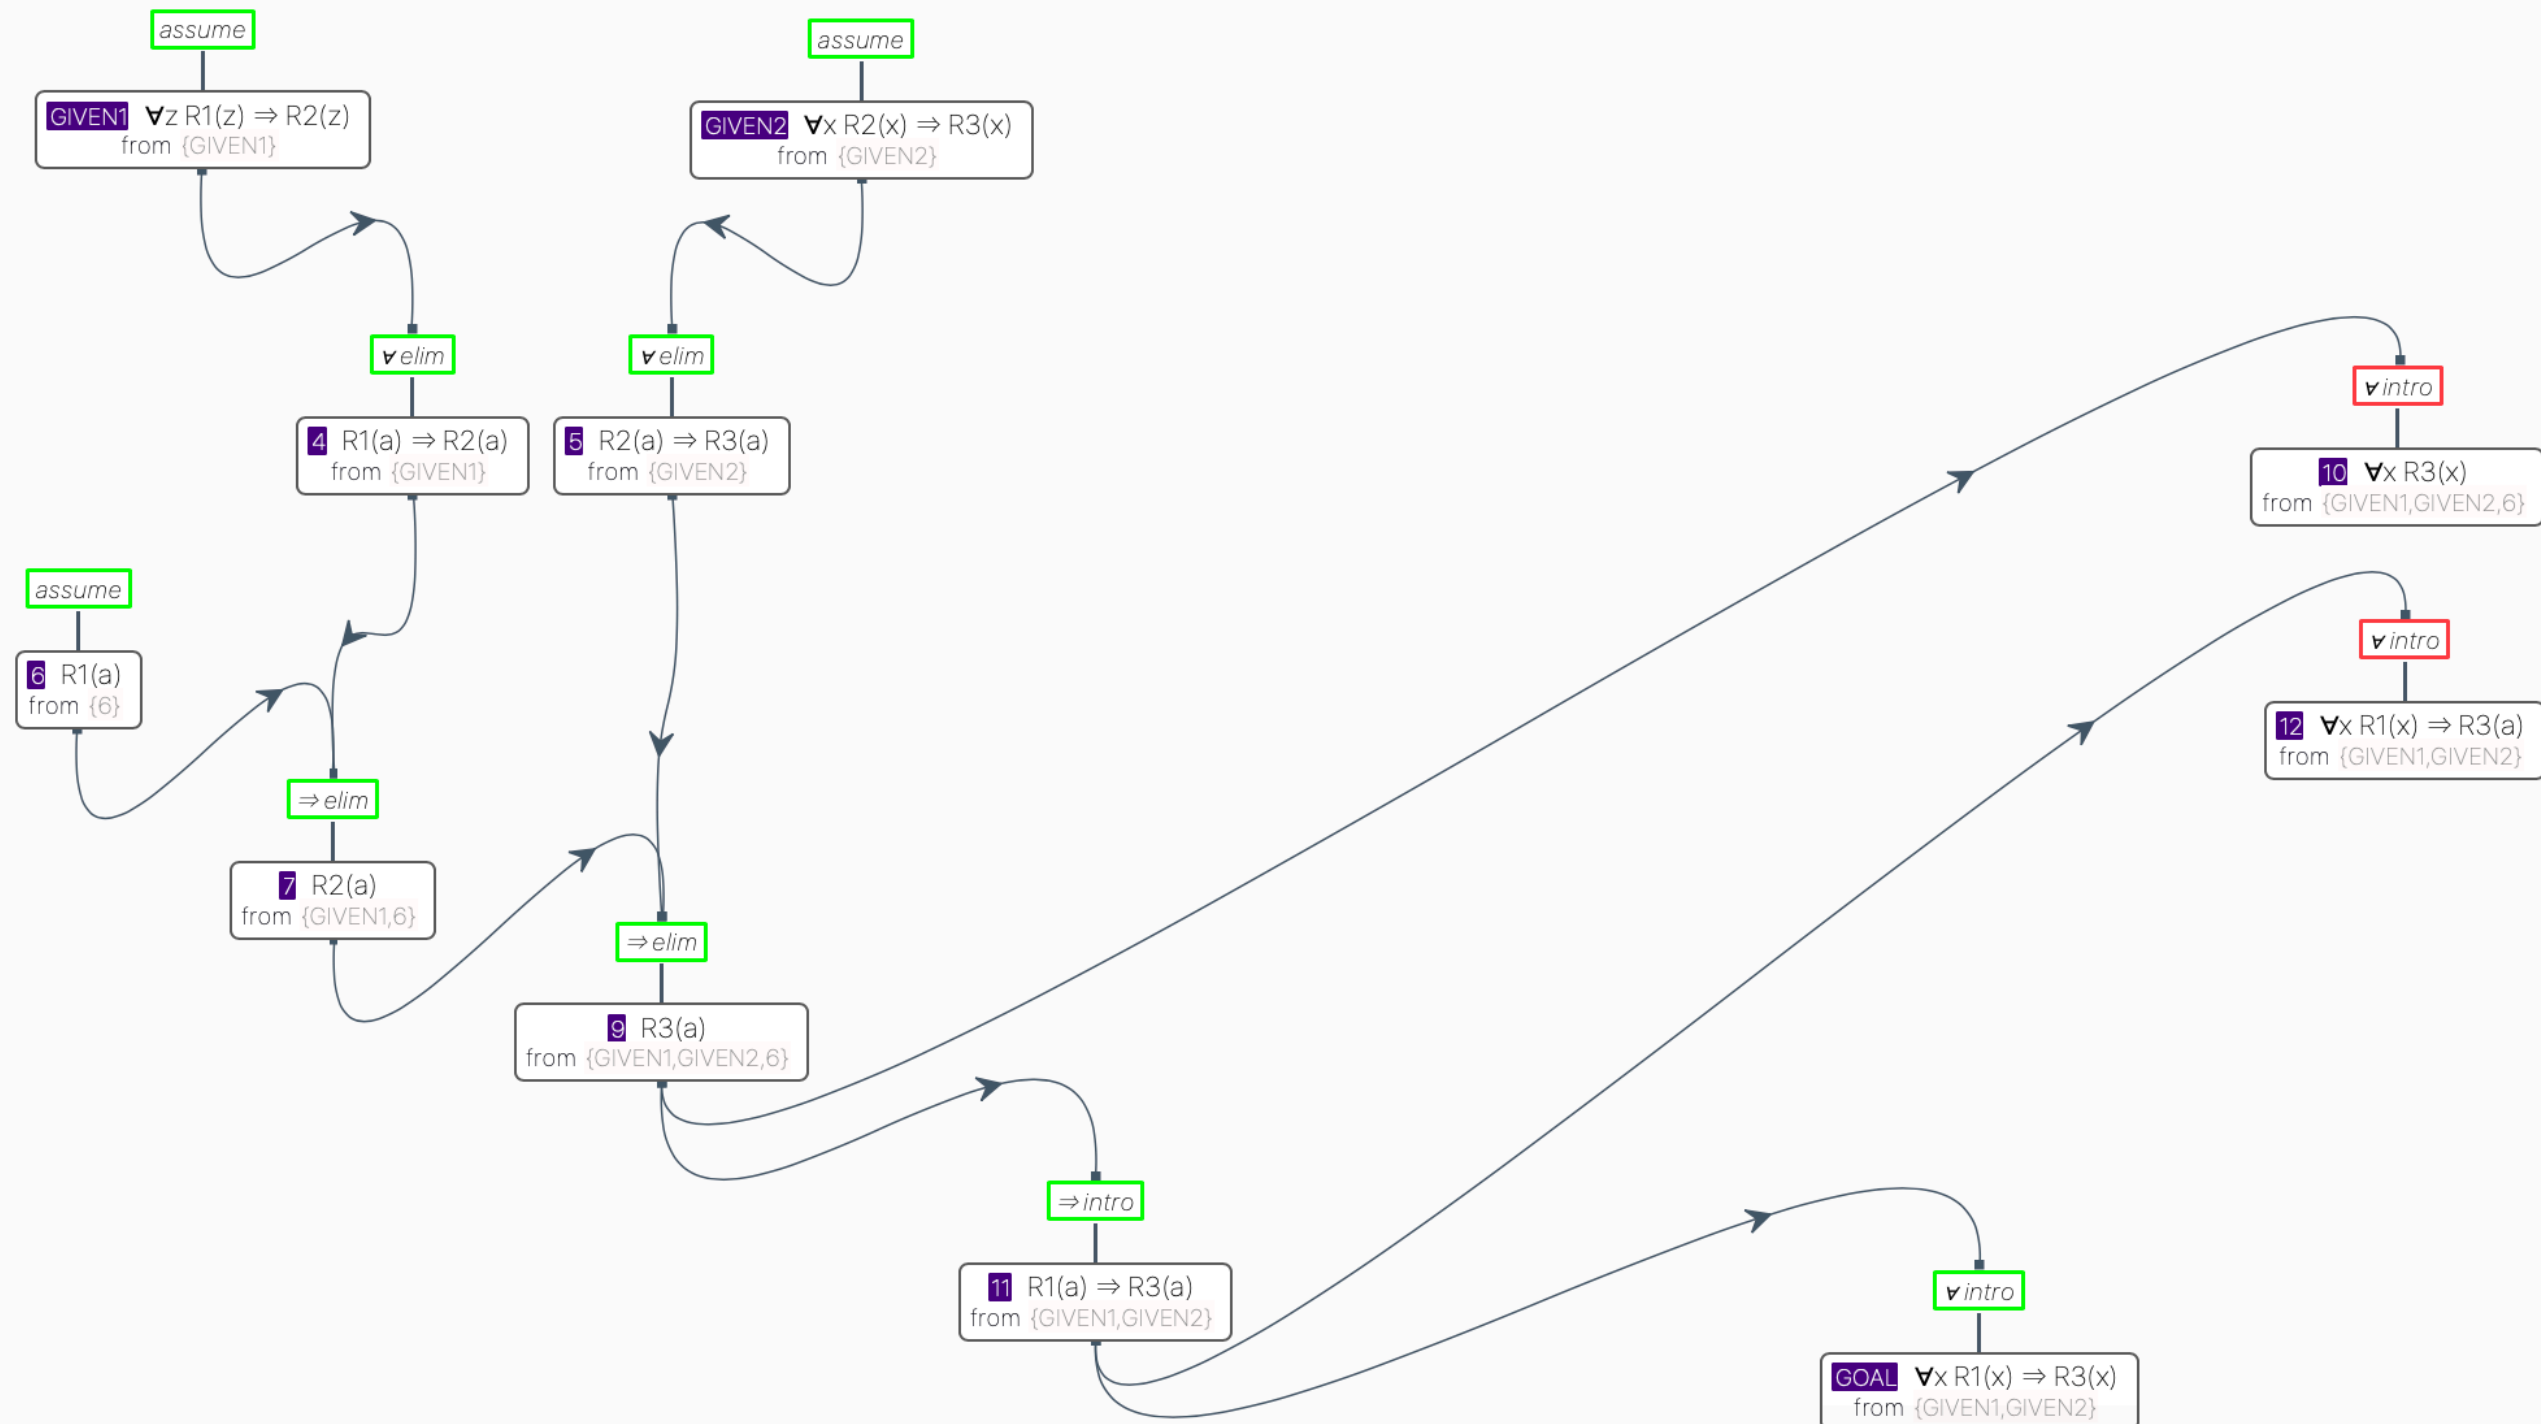 assume
GIVEN1 ∀z R1(z) ⇒ R2(z)
from {GIVEN1}
assume
GIVEN2 ∀x R2(x) ⇒ R3(x)
from {GIVEN2}
∀ elim
4 R1(a) ⇒ R2(a)
from {GIVEN1}
∀ elim
5 R2(a) ⇒ R3(a)
from {GIVEN2}
∀ intro
10 ∀x R3(x)
from {GIVEN1,GIVEN2,6}
assume
6 R1(a)
from {6}
∀ intro
12 ∀x R1(x) ⇒ R3(a)
from {GIVEN1,GIVEN2}
⇒ elim
7 R2(a)
from {GIVEN1,6}
⇒ elim
9 R3(a)
from {GIVEN1,GIVEN2,6}
⇒ intro
11 R1(a) ⇒ R3(a)
from {GIVEN1,GIVEN2}
∀ intro
GOAL ∀x R1(x) ⇒ R3(x)
from {GIVEN1,GIVEN2}